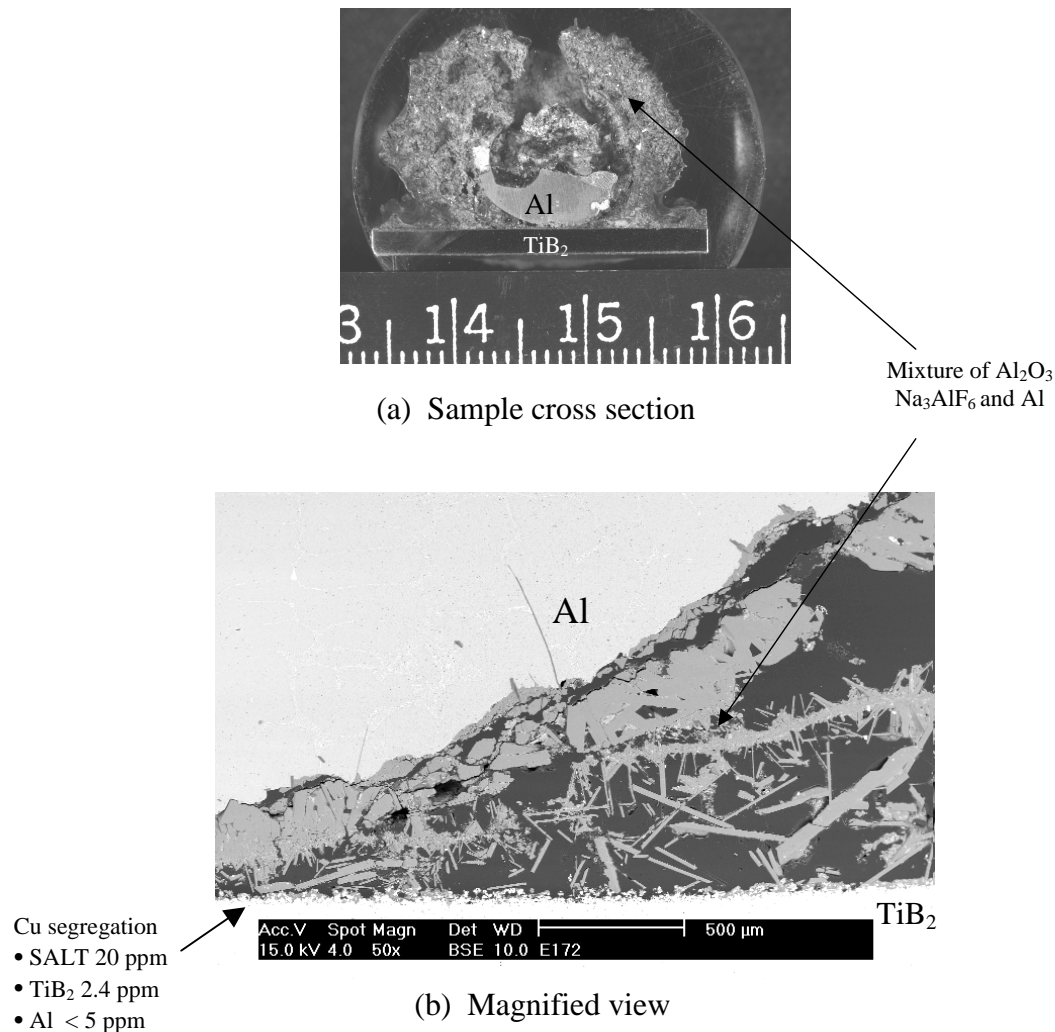 Al
TiB₂
3 14 15 16
(a) Sample cross section
Mixture of Al₂O₃
Na₃AlF₆ and Al
Al
TiB₂
Acc.V Spot Magn Det WD 500 µm
15.0 kV 4.0 50x BSE 10.0 E172
Cu segregation
• SALT 20 ppm
• TiB₂ 2.4 ppm
• Al < 5 ppm
(b) Magnified view